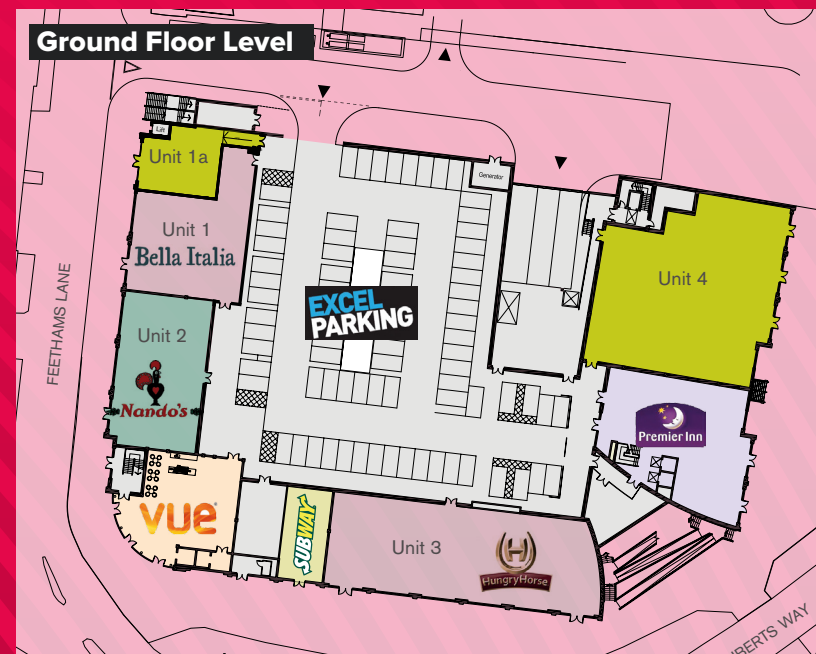 Ground Floor Level
Lift
Unit 1a
Generator
Unit 1
Bella Italia
Unit 4
FEETHAMS LANE
EXCEL
PARKING
Unit 2
Nando's
Premier Inn
vue
SUBWAY
Unit 3
H
HungryHorse
BERTS WAY